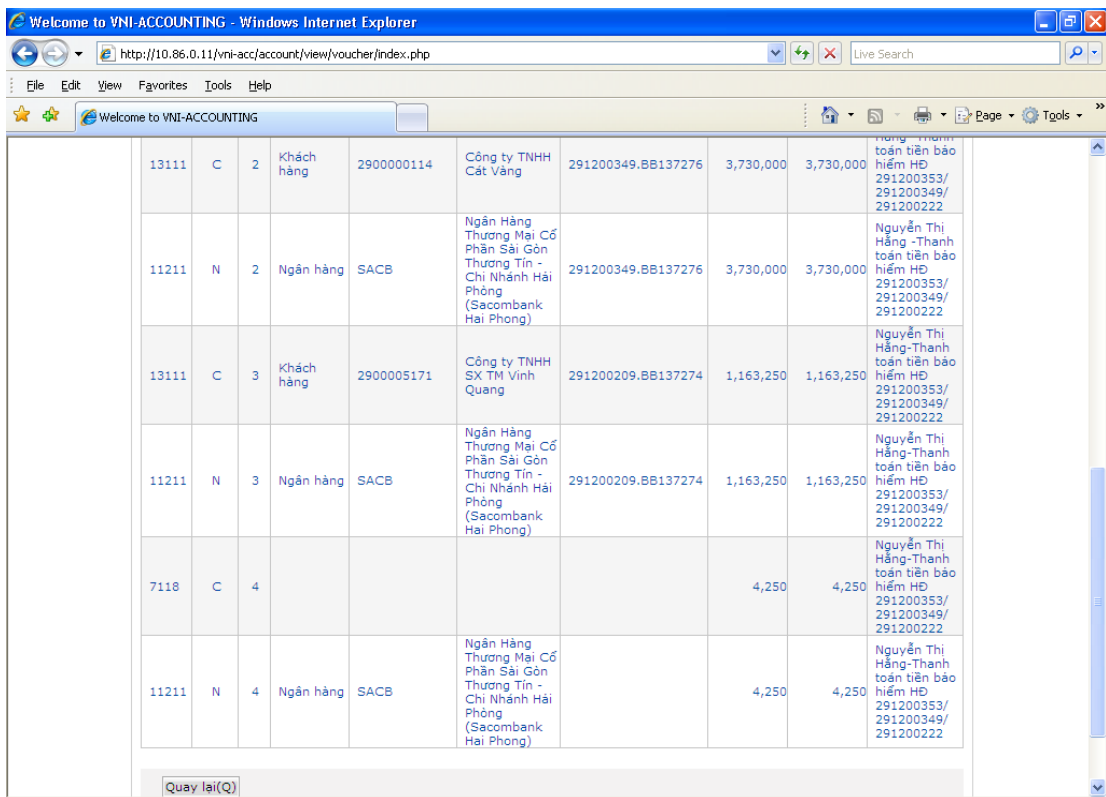 Welcome to VNI-ACCOUNTING - Windows Internet Explorer
http://10.86.0.11/vni-acc/account/view/voucher/index.php
Live Search
File Edit View Favorites Tools Help
Welcome to VNI-ACCOUNTING
Page Tools
13111 C 2 Khách hàng 2900000114 Công ty TNHH Cát Vàng 291200349.BB137276 3,730,000 3,730,000 toán tiền bảo hiểm HĐ 291200353/ 291200349/ 291200222
11211 N 2 Ngân hàng SACB Ngân Hàng Thương Mại Cổ Phần Sài Gòn Thương Tín - Chi Nhánh Hải Phòng (Sacombank Hai Phong) 291200349.BB137276 3,730,000 3,730,000 Nguyễn Thị Hằng -Thanh toán tiền bảo hiểm HĐ 291200353/ 291200349/ 291200222
13111 C 3 Khách hàng 2900005171 Công ty TNHH SX TM Vinh Quang 291200209.BB137274 1,163,250 1,163,250 Nguyễn Thị Hằng-Thanh toán tiền bảo hiểm HĐ 291200353/ 291200349/ 291200222
11211 N 3 Ngân hàng SACB Ngân Hàng Thương Mại Cổ Phần Sài Gòn Thương Tín - Chi Nhánh Hải Phòng (Sacombank Hai Phong) 291200209.BB137274 1,163,250 1,163,250 Nguyễn Thị Hằng-Thanh toán tiền bảo hiểm HĐ 291200353/ 291200349/ 291200222
7118 C 4 4,250 4,250 Nguyễn Thị Hằng-Thanh toán tiền bảo hiểm HĐ 291200353/ 291200349/ 291200222
11211 N 4 Ngân hàng SACB Ngân Hàng Thương Mại Cổ Phần Sài Gòn Thương Tín - Chi Nhánh Hải Phòng (Sacombank Hai Phong) 4,250 4,250 Nguyễn Thị Hằng-Thanh toán tiền bảo hiểm HĐ 291200353/ 291200349/ 291200222
Quay lại(Q)